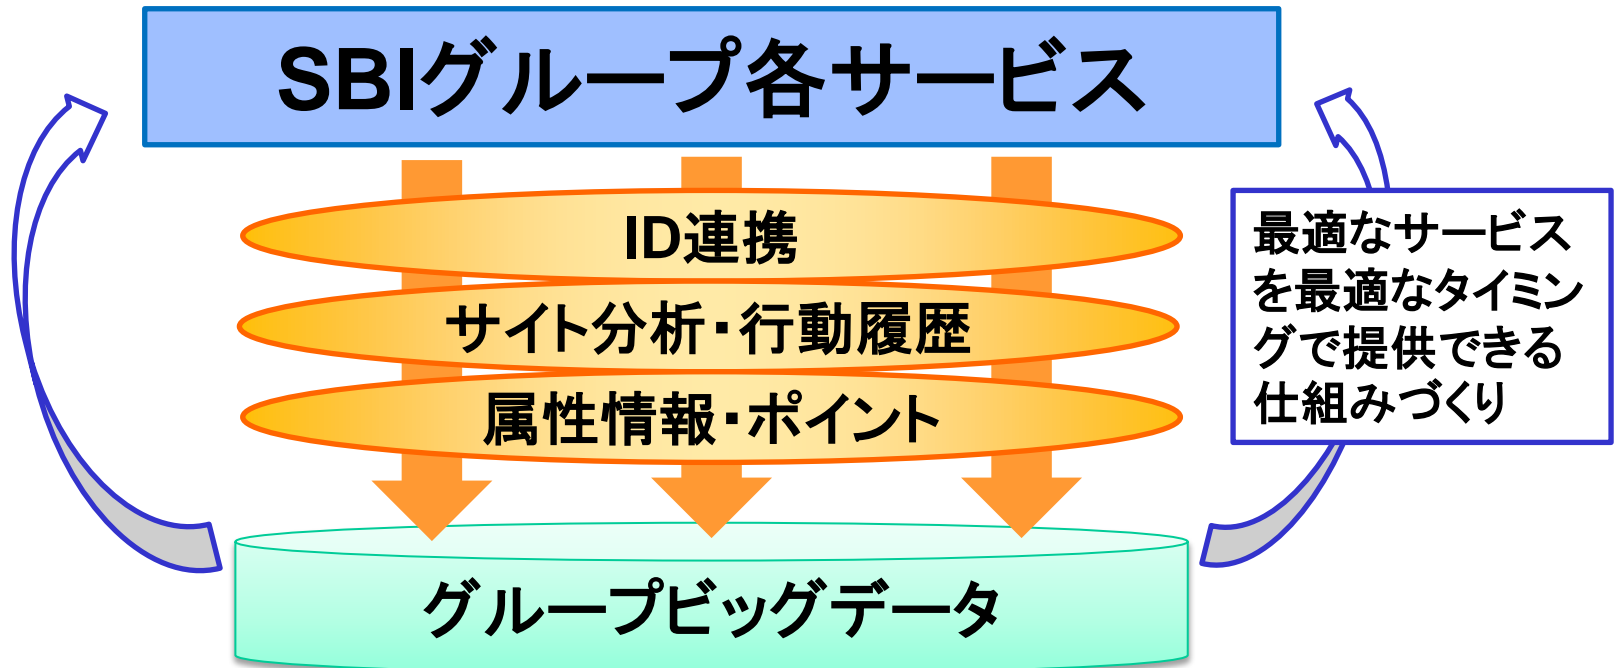 SBIグループ各サービス
ID連携
サイト分析・行動履歴
属性情報・ポイント
最適なサービス
を最適なタイミン
グで提供できる
仕組みづくり
グループビッグデータ